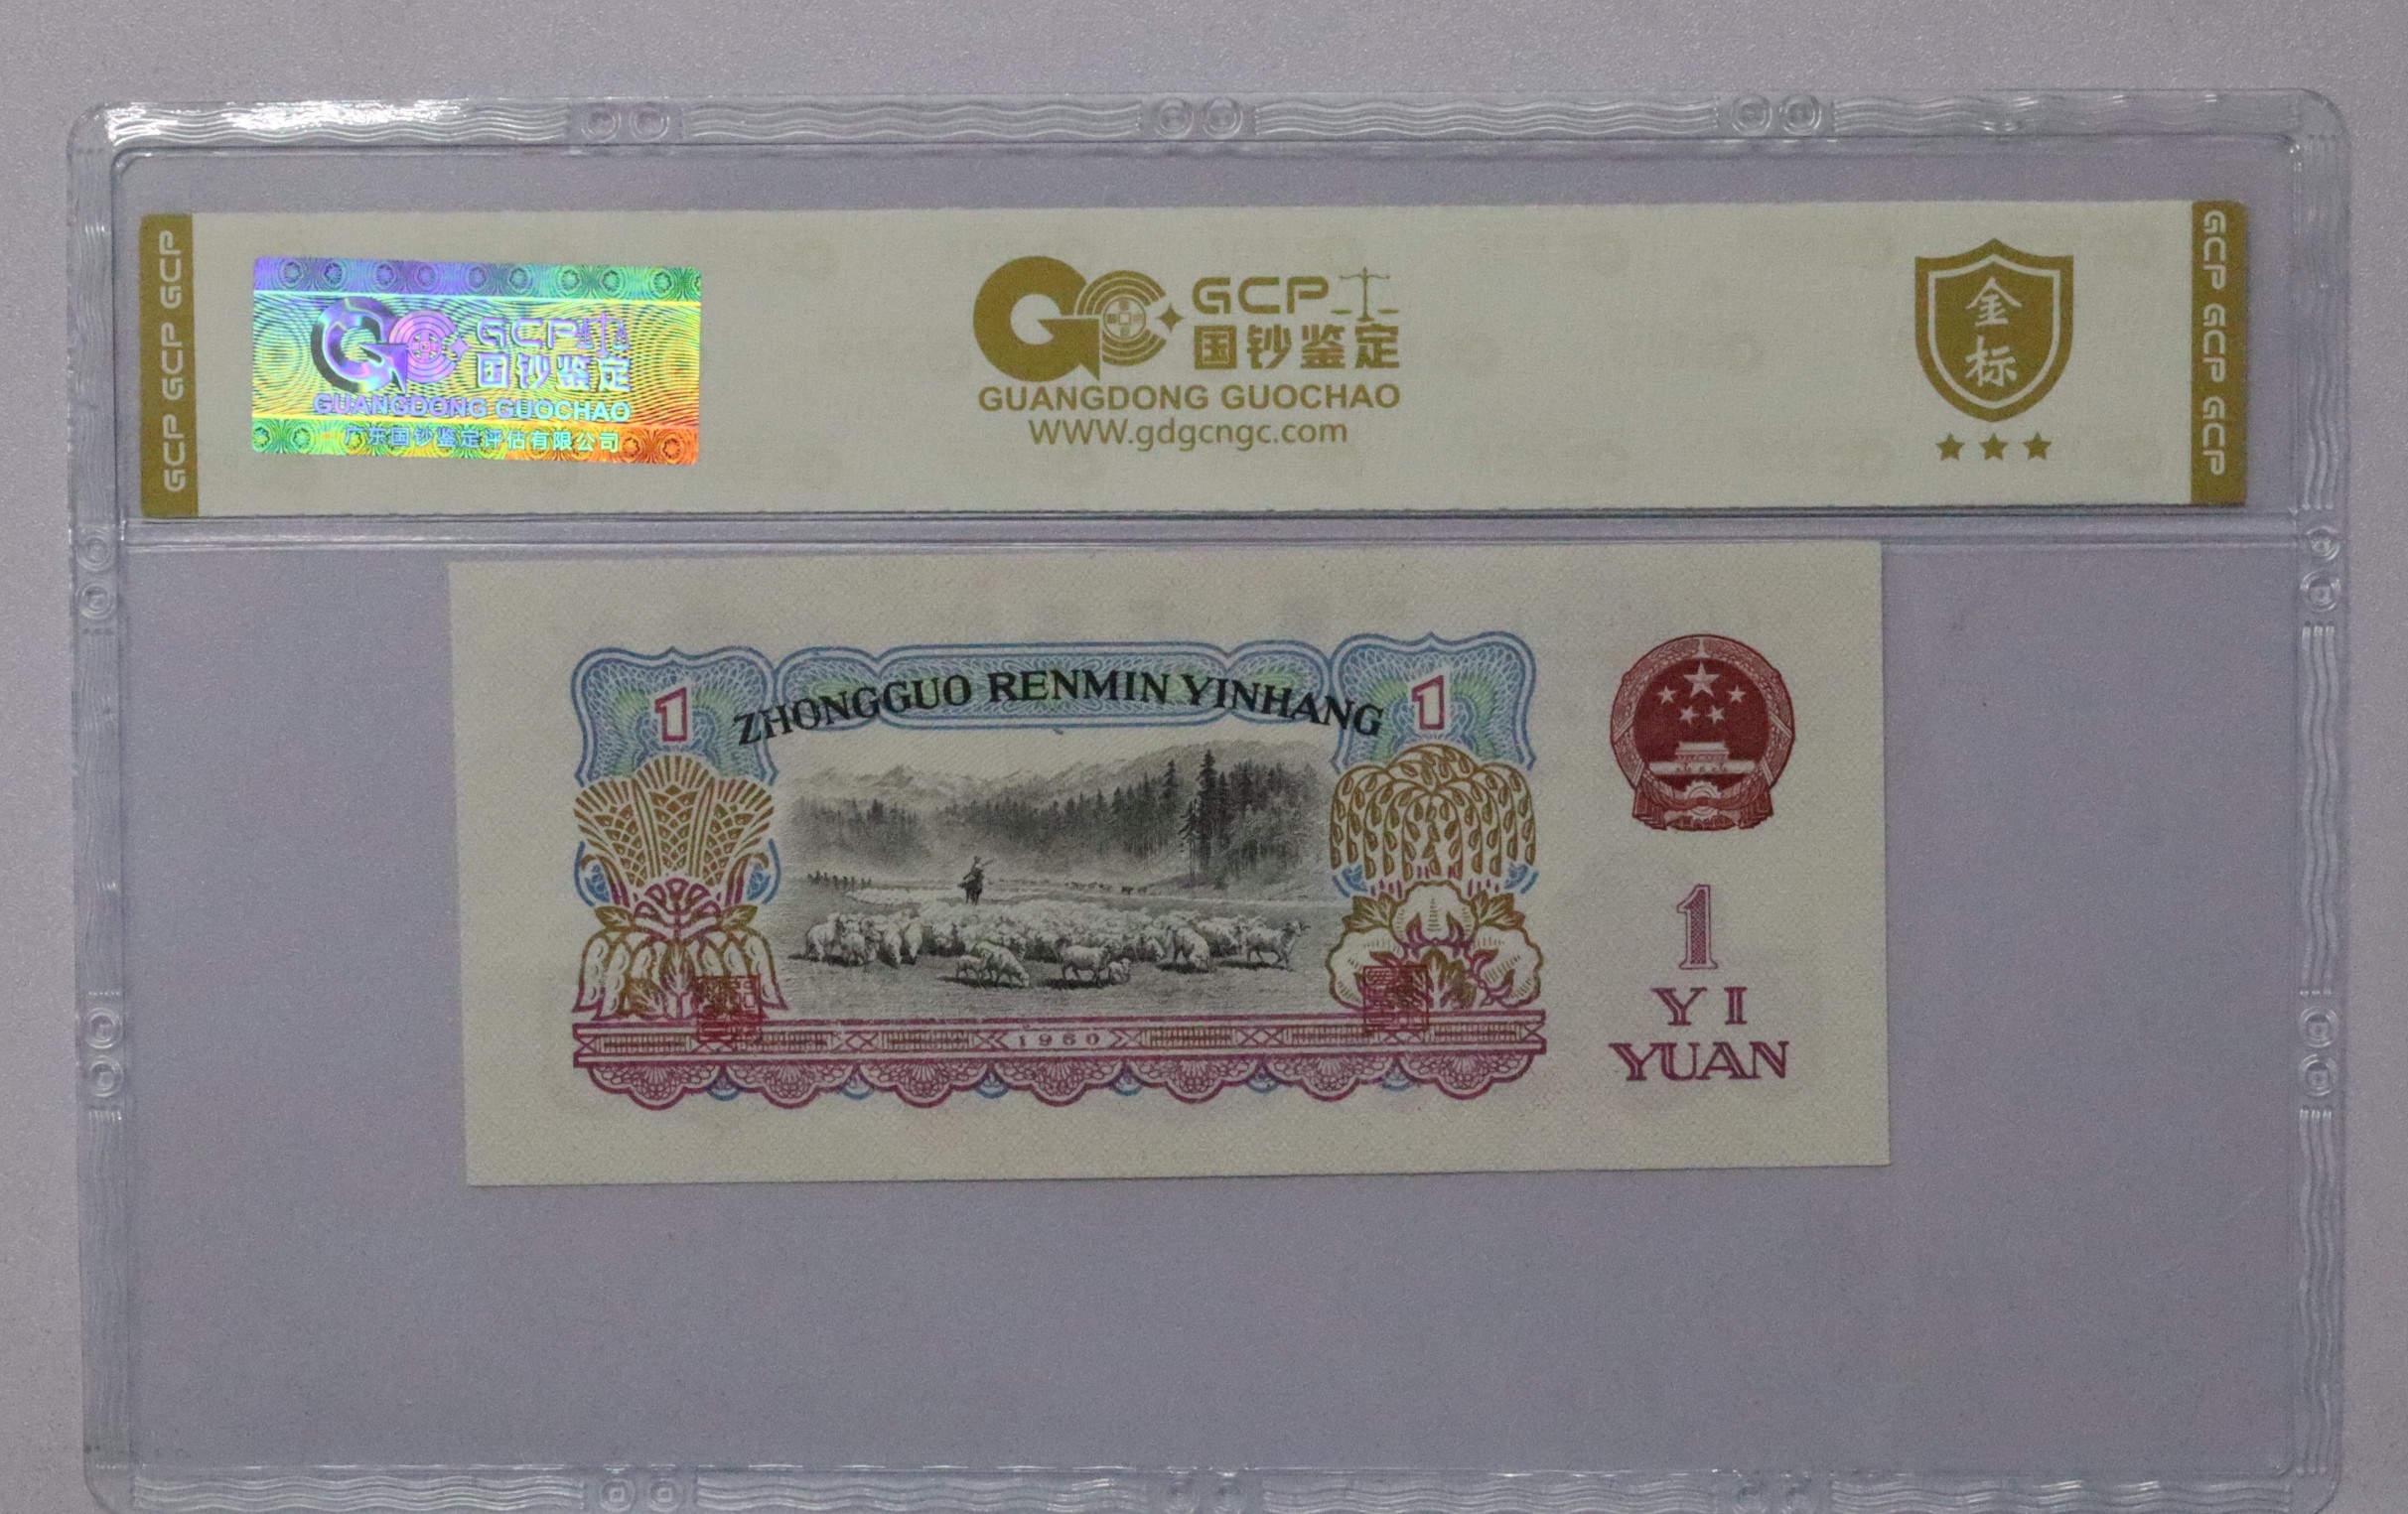 GCP GCP GCP
GCP
国钞鉴定
GUANGDONG GUOCHAO
广东国钞鉴定评估有限公司
GCP
国钞鉴定
GUANGDONG GUOCHAO
WWW.gdgcngc.com
金
标
GCP GCP GCP
1
ZHONGGUO RENMIN YINHANG
1
1960
1
YI
YUAN